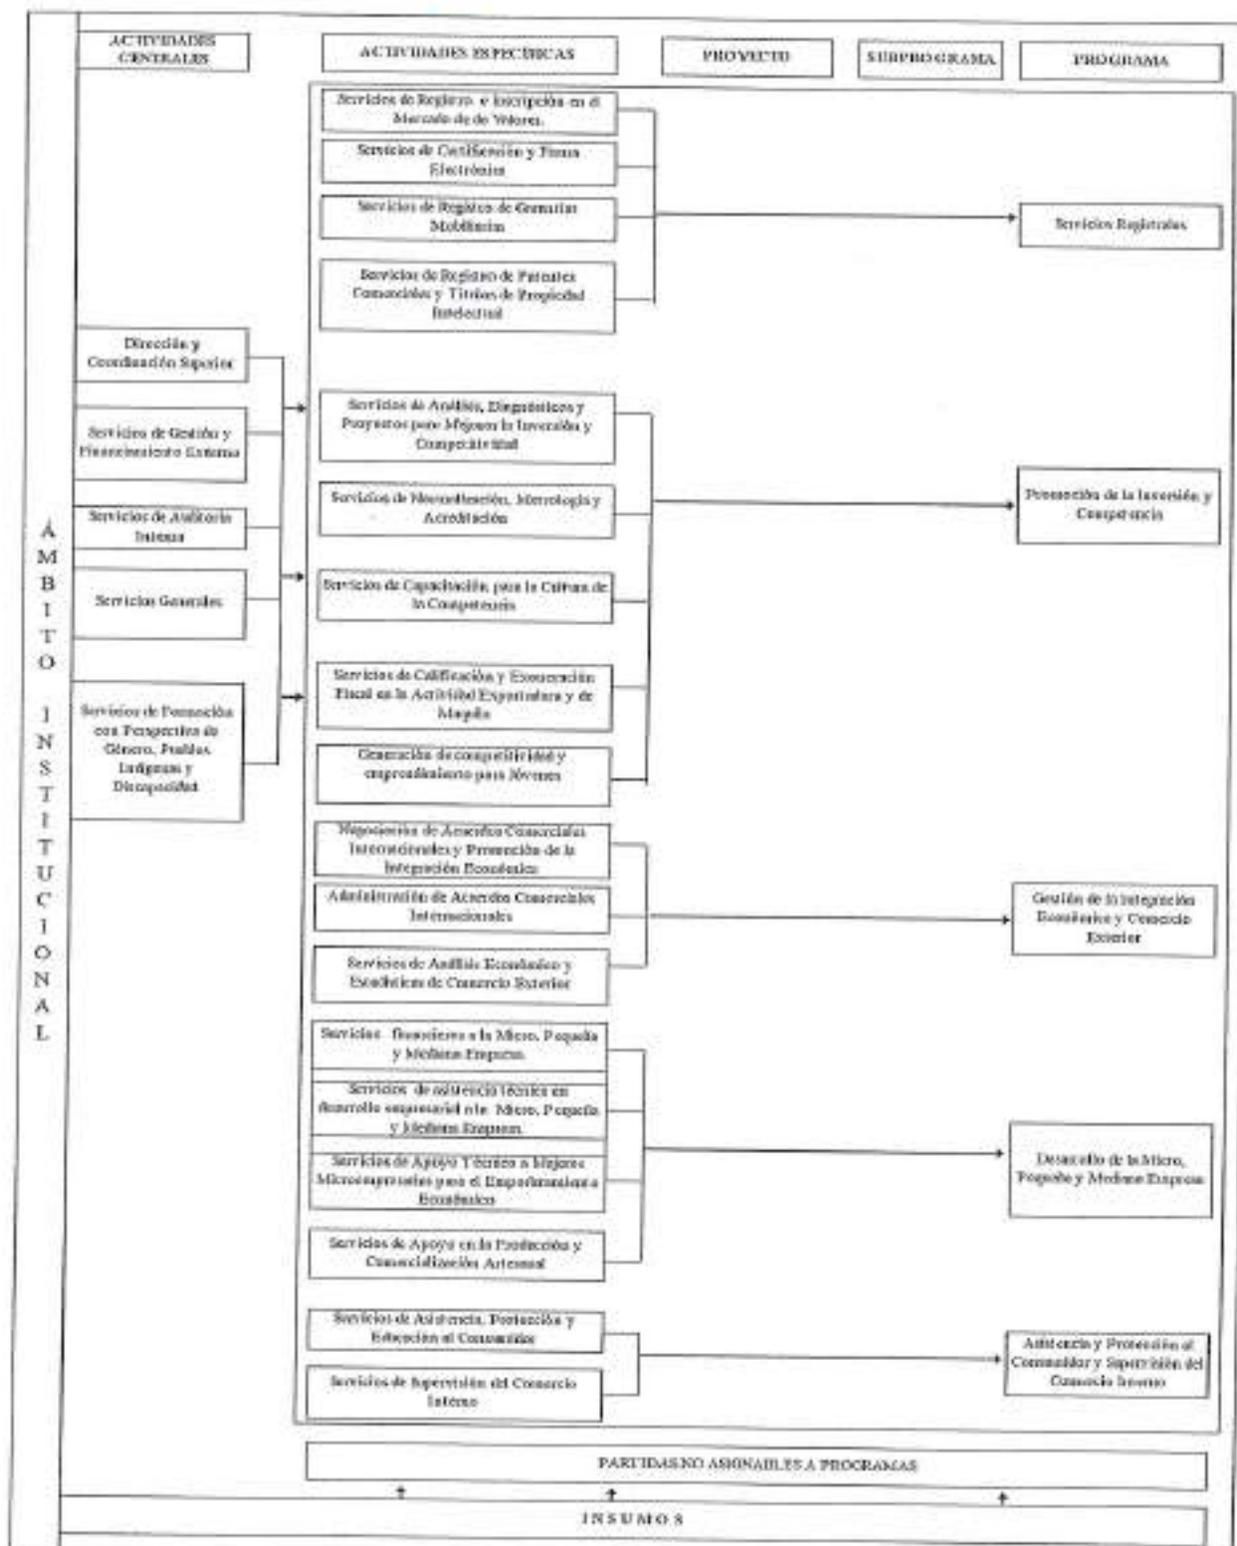 ACTIVIDADES
CENTRALES
ACTIVIDADES ESPECÍFICAS
PROYECTO
SUBPROGRAMA
PROGRAMA
Servicios de Registro e Inscripción en el
Mercado de de Valores.
Servicios de Certificación y Firma
Electrónica
Servicios de Registro de Garantías
Mobiliarias
Servicios de Registro de Patentes
Comerciales y Títulos de Propiedad
Intelectual
Servicios Registrales
Dirección y
Coordinación Superior
Servicios de Gestión y
Financiamiento Externo
Servicios de Auditoría
Interna
Servicios Generales
Servicios de Formación
con Perspectiva de
Género, Pueblos
Indígenas y
Discapacidad
Servicios de Análisis, Diagnósticos y
Proyectos para Mejorar la Inversión y
Competitividad
Servicios de Normalización, Metrología y
Acreditación
Servicios de Capacitación para la Cultura de
la Competencia
Servicios de Calificación y Exoneración
Fiscal en la Actividad Exportadora y de
Maquila
Generación de competitividad y
emprendimiento para Jóvenes
Promoción de la Inversión y
Competencia
Negociación de Acuerdos Comerciales
Internacionales y Promoción de la
Integración Económica
Administración de Acuerdos Comerciales
Internacionales
Servicios de Análisis Económico y
Estadísticas de Comercio Exterior
Gestión de la Integración
Económica y Comercio
Exterior
Servicios financieros a la Micro, Pequeña
y Mediana Empresa
Servicios de asistencia técnica en
desarrollo empresarial a la Micro, Pequeña
y Mediana Empresa
Servicios de Apoyo Técnico a Mujeres
Microempresarias para el Empoderamiento
Económico
Servicios de Apoyo en la Producción y
Comercialización Artesanal
Desarrollo de la Micro,
Pequeña y Mediana Empresa
Servicios de Asistencia, Protección y
Educación al Consumidor
Servicios de Supervisión del Comercio
Interno
Asistencia y Protección al
Consumidor y Supervisión del
Comercio Interno
ÁMBITO INSTITUCIONAL
PARTIDAS NO ASIGNABLES A PROGRAMAS
INSUMOS